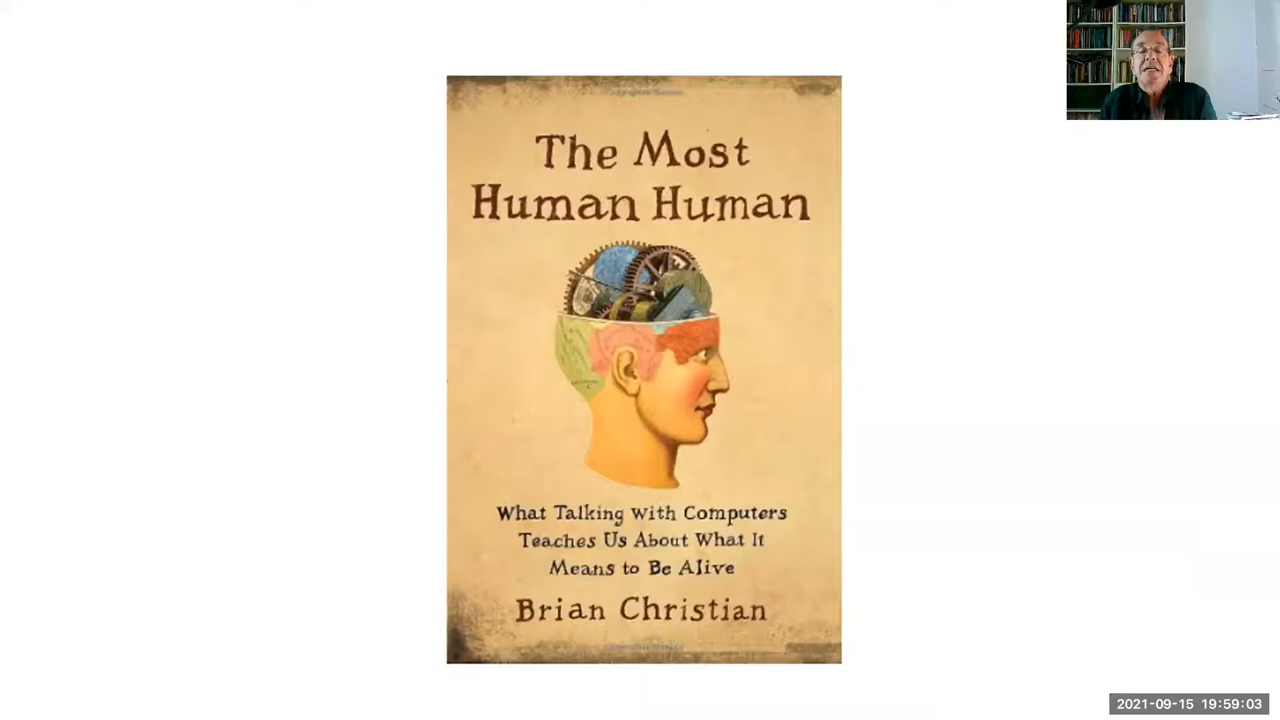 The Most
Human Human
What Talking with Computers
Teaches Us About What It
Means to Be Alive
Brian Christian
2021-09-15 19:59:03